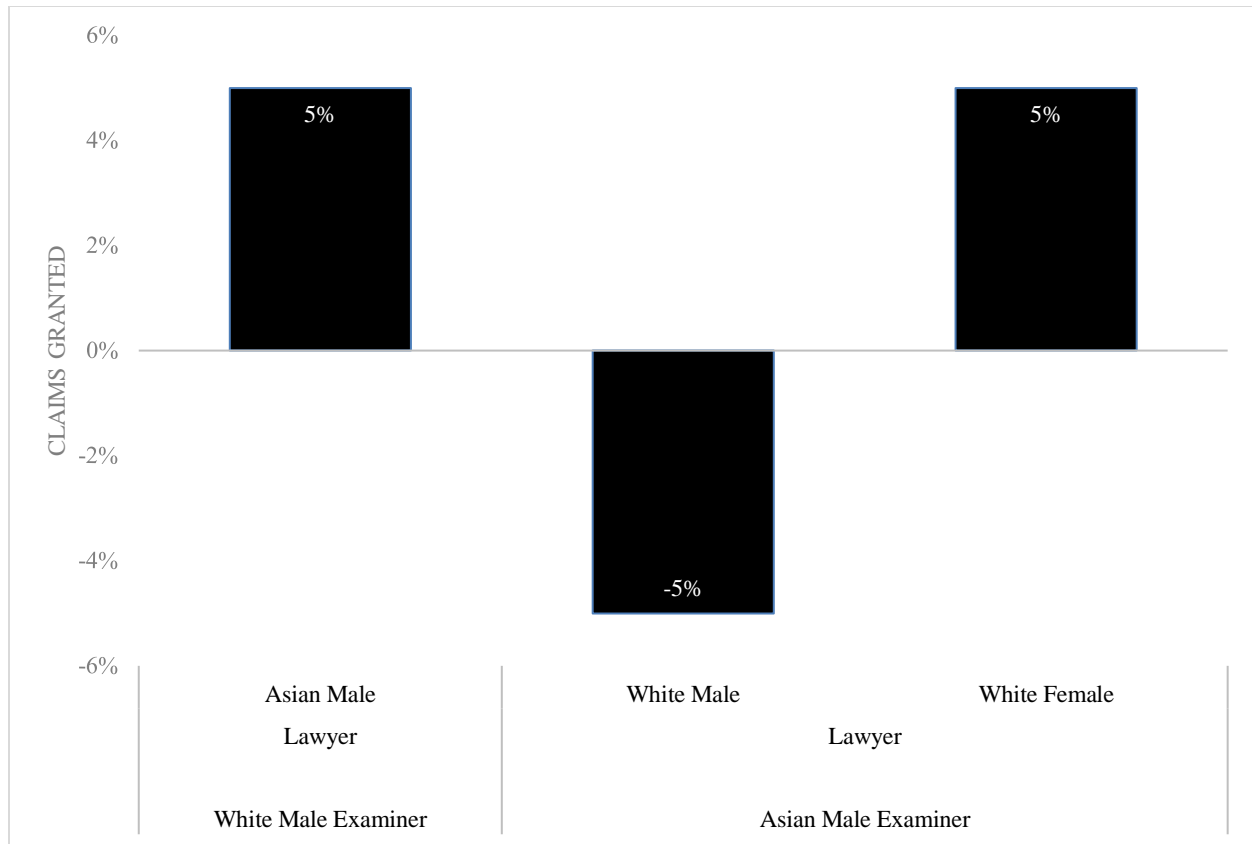 6%
4%
2%
0%
-2%
-4%
-6%
CLAIMS GRANTED
5%
-5%
5%
Asian Male
White Male
White Female
Lawyer
Lawyer
White Male Examiner
Asian Male Examiner